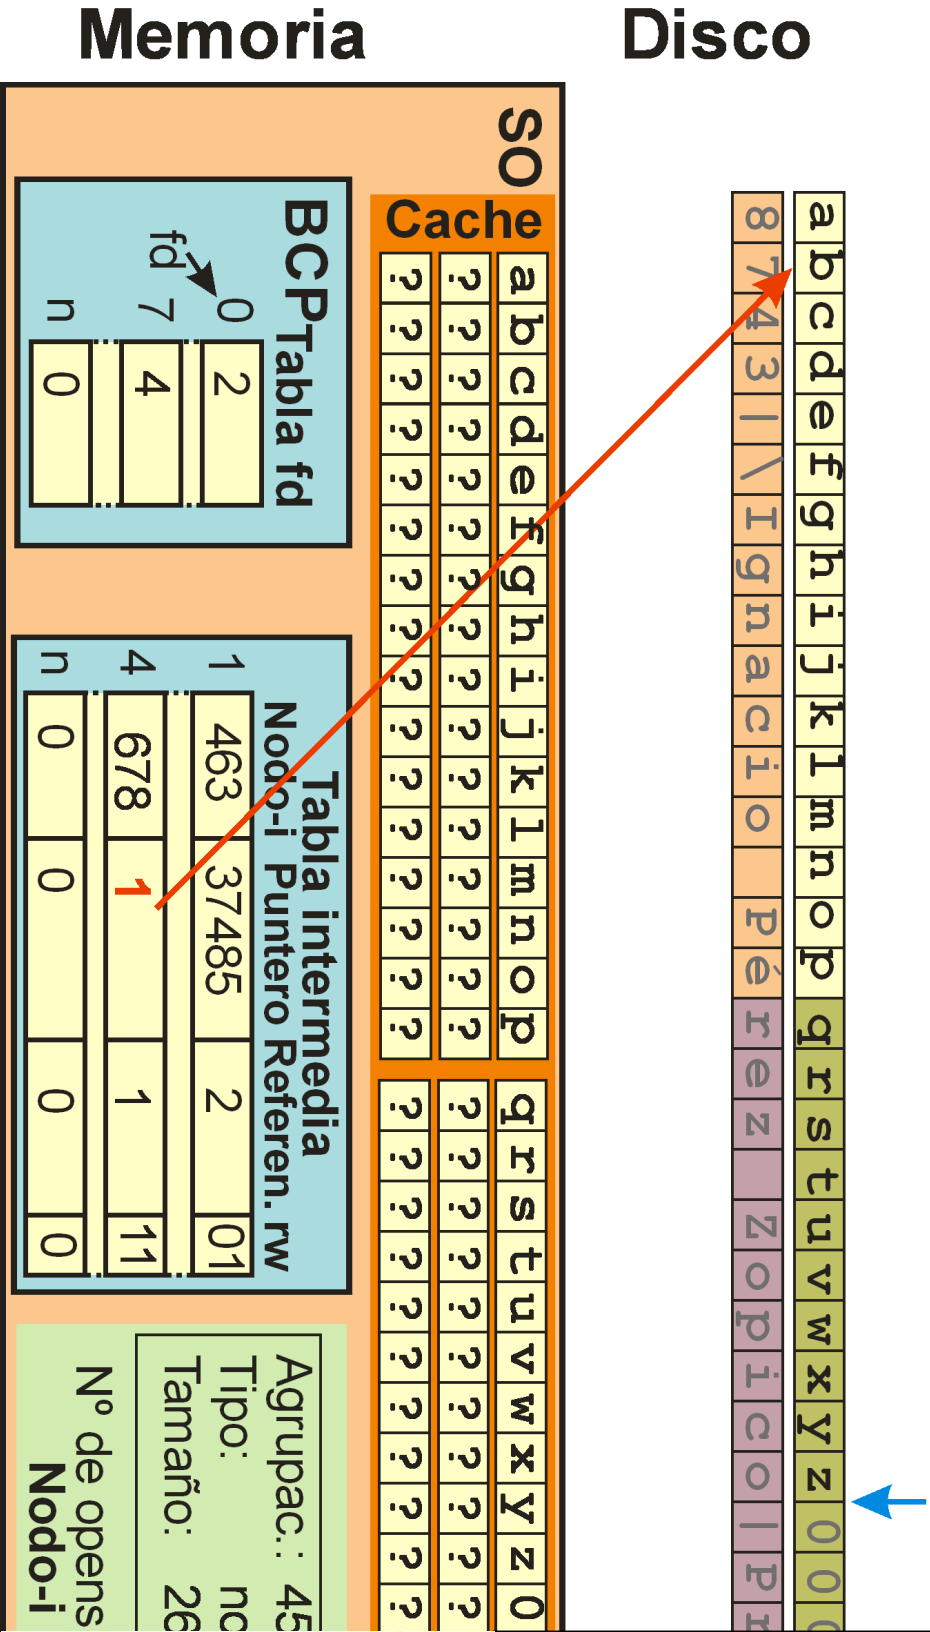 Memoria
Disco
SO
Cache
a b c d e f g h i j k l m n o p
? ? ? ? ? ? ? ? ? ? ? ? ? ? ? ?
? ? ? ? ? ? ? ? ? ? ? ? ? ? ? ?
q r s t u v w x y z 0
? ? ? ? ? ? ? ? ? ? ?
? ? ? ? ? ? ? ? ? ? ?
BCP
Tabla fd
fd
0 2
7 4
n 0
Tabla intermedia
Nodo-i Puntero Referen. rw
1 463 37485 2 01
4 678 1 1 11
n 0 0 0 0
Agrupac.: 45
Tipo: no
Tamaño: 26
Nº de opens
Nodo-i
a b c d e f g h i j k l m n o p q r s t u v w x y z 0 0 0
8 7 4 3 | / I g n a c i o P é r e z Z o p i c o | P r